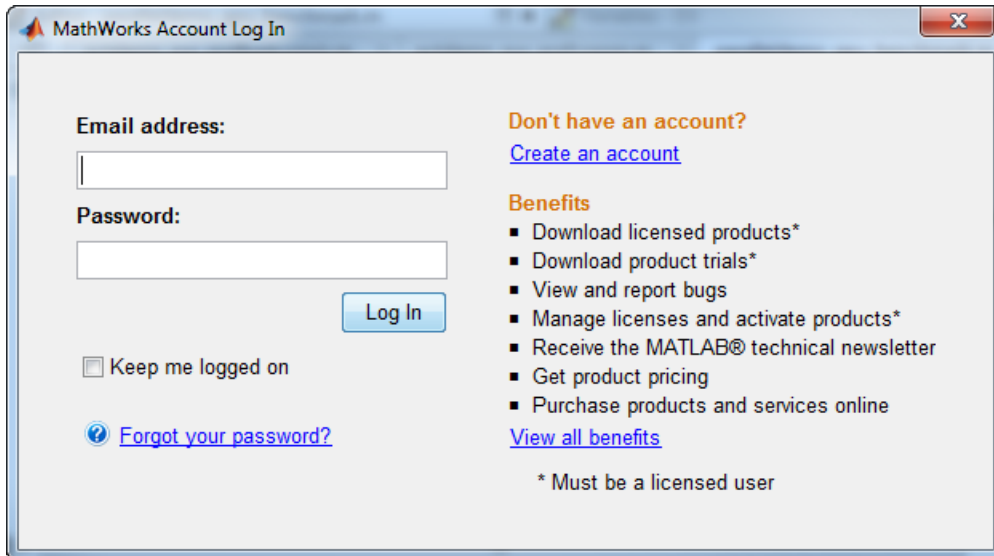 MathWorks Account Log In
Email address:
Password:
Log In
Keep me logged on
Forgot your password?
Don't have an account?
Create an account
Benefits
▪ Download licensed products*
▪ Download product trials*
▪ View and report bugs
▪ Manage licenses and activate products*
▪ Receive the MATLAB® technical newsletter
▪ Get product pricing
▪ Purchase products and services online
View all benefits
* Must be a licensed user